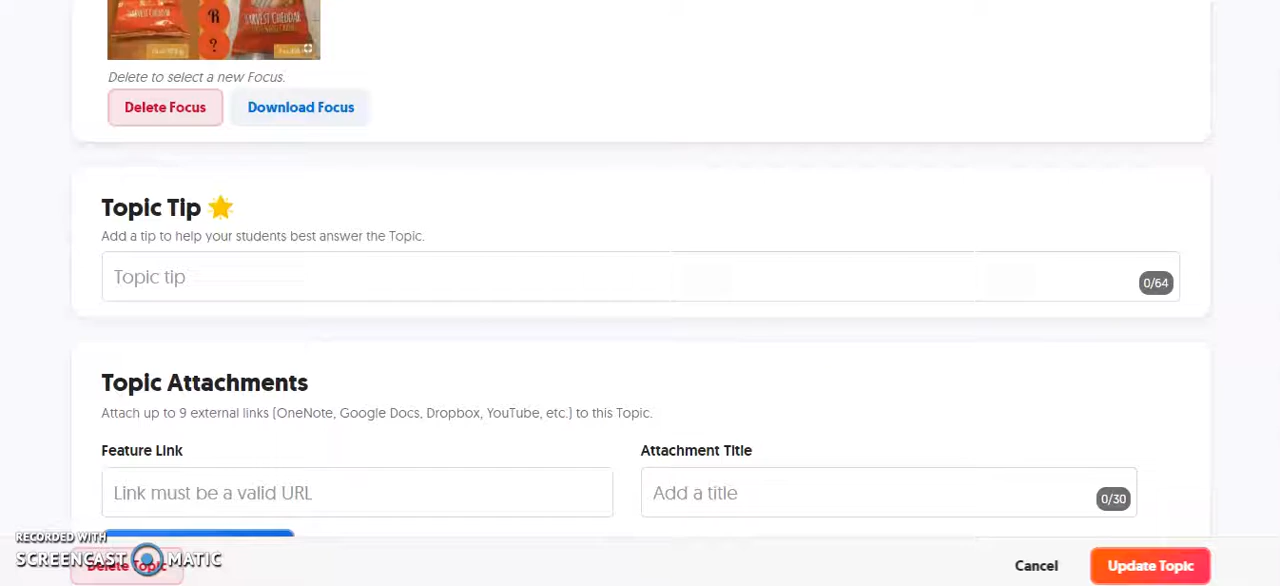 HARVEST CHEDDAR
R
?
Delete to select a new Focus.
Delete Focus
Download Focus
Topic Tip
Add a tip to help your students best answer the Topic.
Topic tip
0/64
Topic Attachments
Attach up to 9 external links (OneNote, Google Docs, Dropbox, YouTube, etc.) to this Topic.
Feature Link
Attachment Title
Link must be a valid URL
Add a title
0/30
RECORDED WITH
SCREENCAST MATIC
Delete Topic
Cancel
Update Topic